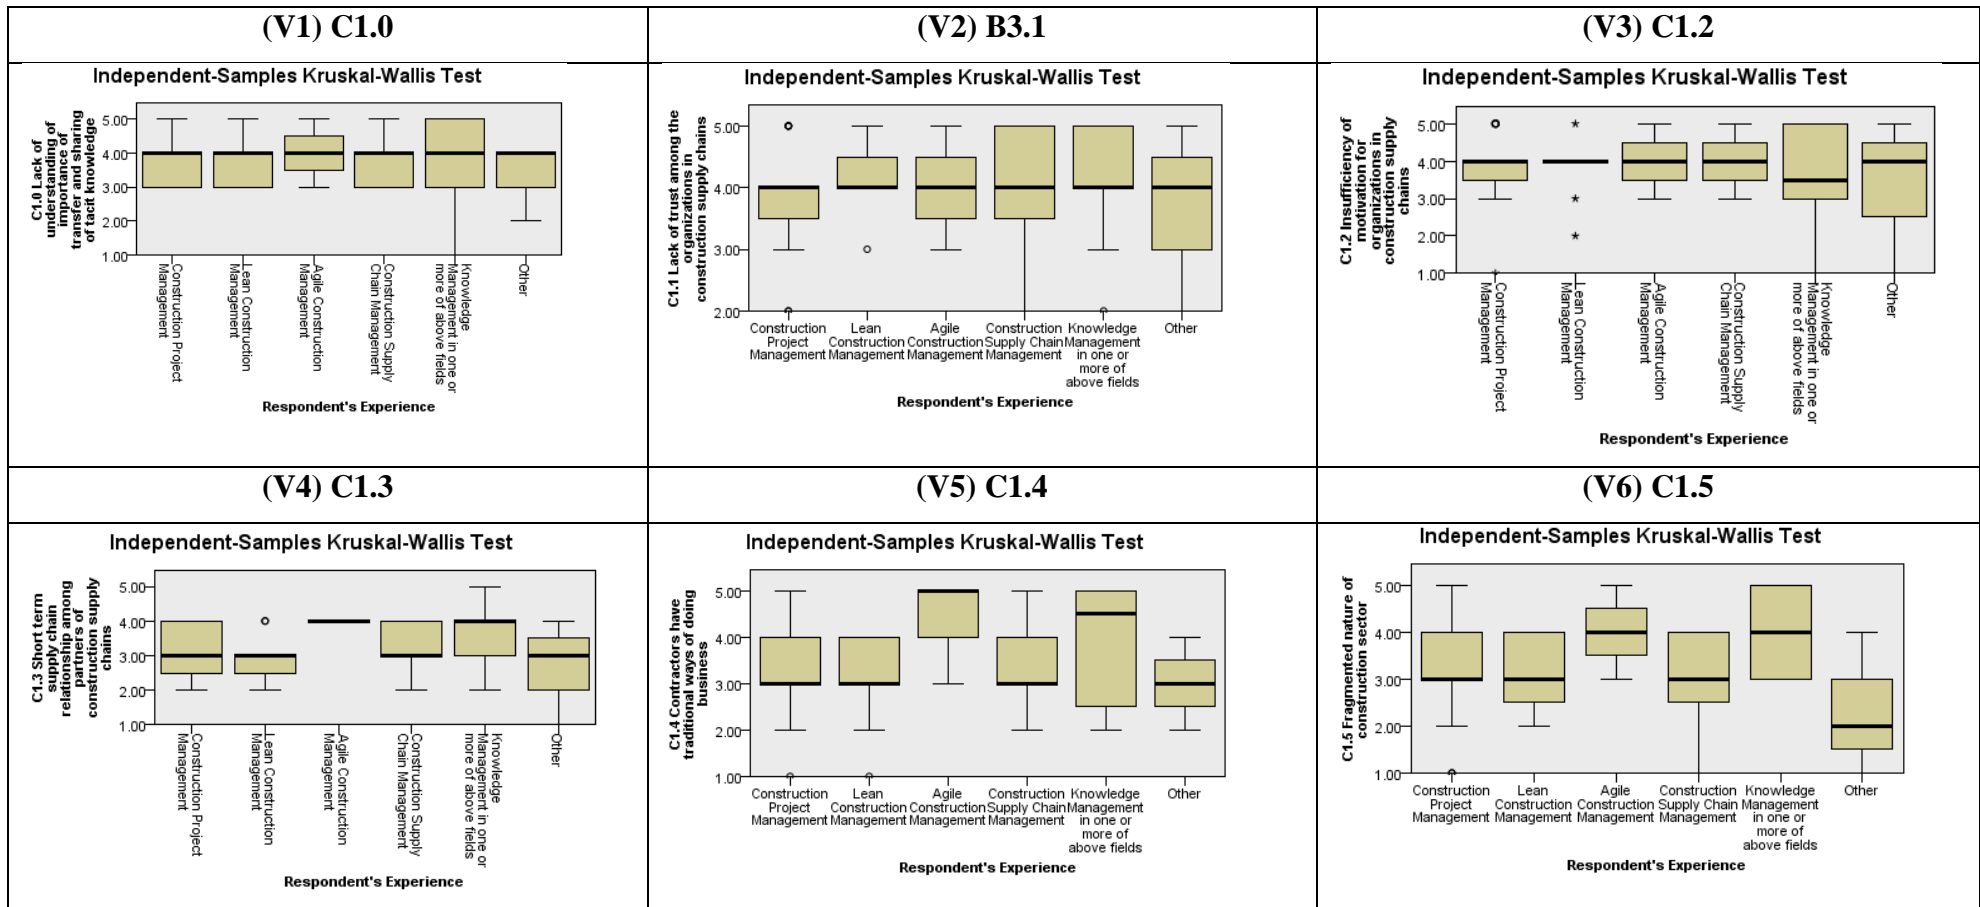 (V1) C1.0
Independent-Samples Kruskal-Wallis Test
C1.0 Lack of
understanding of
importance of
transfer and sharing
of tacit knowledge
5.00
4.00
3.00
2.00
1.00
Construction Project
Management
Lean Construction
Management
Agile Construction
Management
Construction Supply
Chain Management
Knowledge
Management in one or
more of above fields
Other
Respondent's Experience
(V2) B3.1
Independent-Samples Kruskal-Wallis Test
C1.1 Lack of trust among the
organizations in
construction supply chains
5.00
4.00
3.00
2.00
Construction
Project
Management
Lean
Construction
Management
Agile
Construction
Management
Construction
Supply Chain
Management
Knowledge
Management
in one or
more of
above fields
Other
Respondent's Experience
(V3) C1.2
Independent-Samples Kruskal-Wallis Test
C1.2 Insufficiency of
motivation for
organizations in
construction supply
chains
5.00
4.00
3.00
2.00
1.00
Construction Project
Management
Lean Construction
Management
Agile Construction
Management
Construction Supply
Chain Management
Knowledge
Management in one or
more of above fields
Other
Respondent's Experience
(V4) C1.3
Independent-Samples Kruskal-Wallis Test
C1.3 Short term
supply chain
relationship among
partners of
construction supply
chains
5.00
4.00
3.00
2.00
1.00
Construction Project
Management
Lean Construction
Management
Agile Construction
Management
Construction Supply
Chain Management
Knowledge
Management in one or
more of above fields
Other
Respondent's Experience
(V5) C1.4
Independent-Samples Kruskal-Wallis Test
C1.4 Contractors have
traditional ways of doing
business
5.00
4.00
3.00
2.00
1.00
Construction
Project
Management
Lean
Construction
Management
Agile
Construction
Management
Construction
Supply Chain
Management
Knowledge
Management
in one or
more of
above fields
Other
Respondent's Experience
(V6) C1.5
Independent-Samples Kruskal-Wallis Test
C1.5 Fragmented nature of
construction sector
5.00
4.00
3.00
2.00
1.00
Construction
Project
Management
Lean
Construction
Management
Agile
Construction
Management
Construction
Supply Chain
Management
Knowledge
Management
in one or
more of
above fields
Other
Respondent's Experience